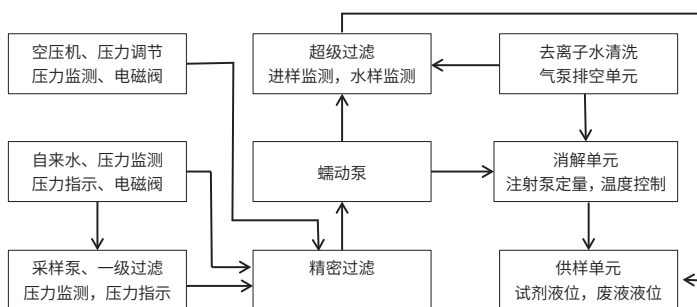 空压机、压力调节
压力监测、电磁阀
超级过滤
进样监测，水样监测
去离子水清洗
气泵排空单元
自来水、压力监测
压力指示、电磁阀
蠕动泵
消解单元
注射泵定量，温度控制
采样泵、一级过滤
压力监测，压力指示
精密过滤
供样单元
试剂液位，废液液位